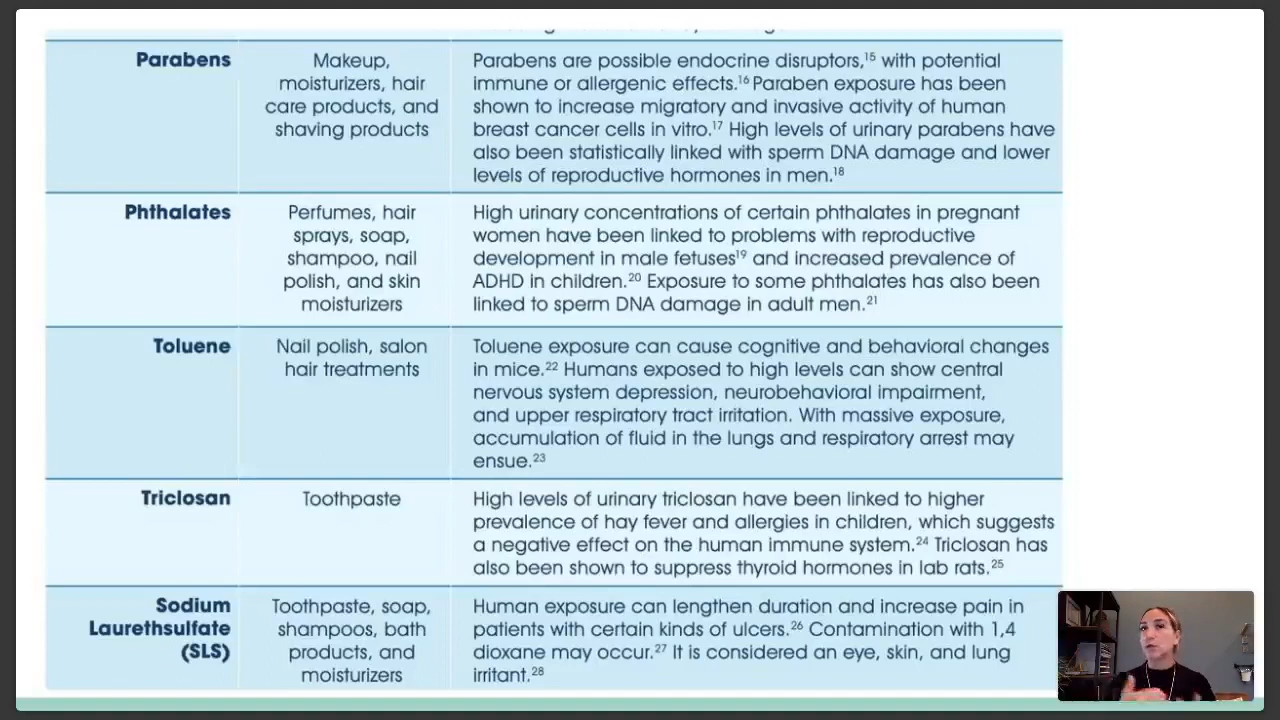 Parabens
Makeup,
moisturizers, hair
care products, and
shaving products
Parabens are possible endocrine disruptors,¹⁵ with potential
immune or allergenic effects.¹⁶ Paraben exposure has been
shown to increase migratory and invasive activity of human
breast cancer cells in vitro.¹⁷ High levels of urinary parabens have
also been statistically linked with sperm DNA damage and lower
levels of reproductive hormones in men.¹⁸
Phthalates
Perfumes, hair
sprays, soap,
shampoo, nail
polish, and skin
moisturizers
High urinary concentrations of certain phthalates in pregnant
women have been linked to problems with reproductive
development in male fetuses¹⁹ and increased prevalence of
ADHD in children.²⁰ Exposure to some phthalates has also been
linked to sperm DNA damage in adult men.²¹
Toluene
Nail polish, salon
hair treatments
Toluene exposure can cause cognitive and behavioral changes
in mice.²² Humans exposed to high levels can show central
nervous system depression, neurobehavioral impairment,
and upper respiratory tract irritation. With massive exposure,
accumulation of fluid in the lungs and respiratory arrest may
ensue.²³
Triclosan
Toothpaste
High levels of urinary triclosan have been linked to higher
prevalence of hay fever and allergies in children, which suggests
a negative effect on the human immune system.²⁴ Triclosan has
also been shown to suppress thyroid hormones in lab rats.²⁵
Sodium
Laurethsulfate
(SLS)
Toothpaste, soap,
shampoos, bath
products, and
moisturizers
Human exposure can lengthen duration and increase pain in
patients with certain kinds of ulcers.²⁶ Contamination with 1,4
dioxane may occur.²⁷ It is considered an eye, skin, and lung
irritant.²⁸